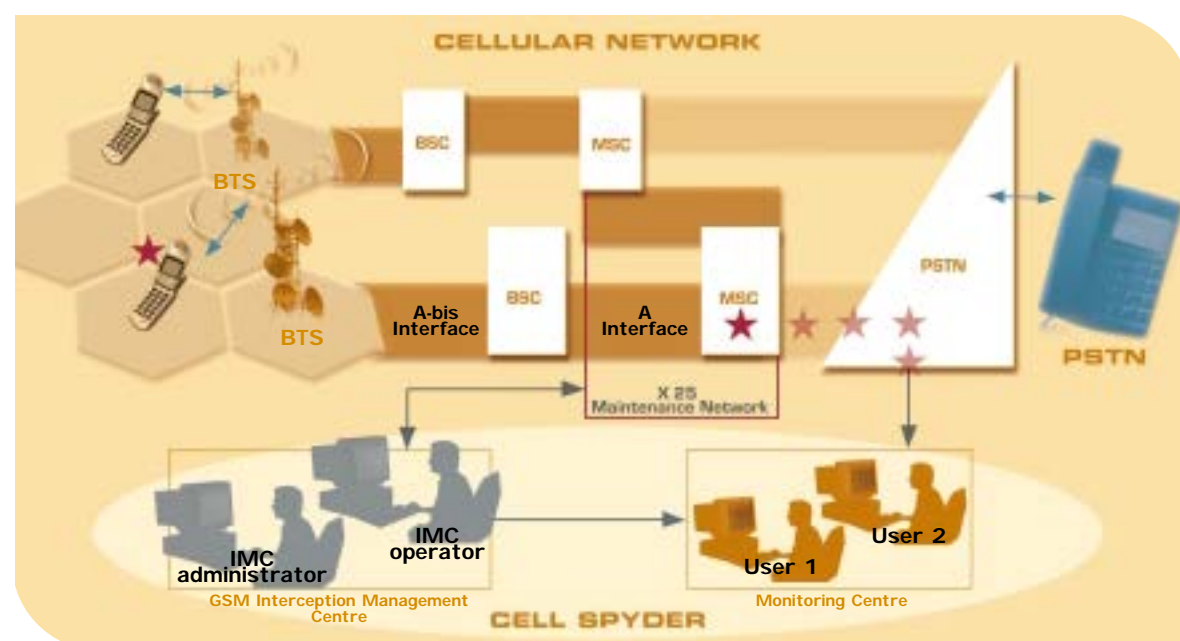 CELLULAR NETWORK
BSC
MSC
BTS
PSTN
BSC
MSC
A-bis
Interface
A
Interface
BTS
PSTN
X 25
Maintenance Network
IMC
operator
User 2
IMC
administrator
User 1
GSM Interception Management
Centre
Monitoring Centre
CELL SPYDER